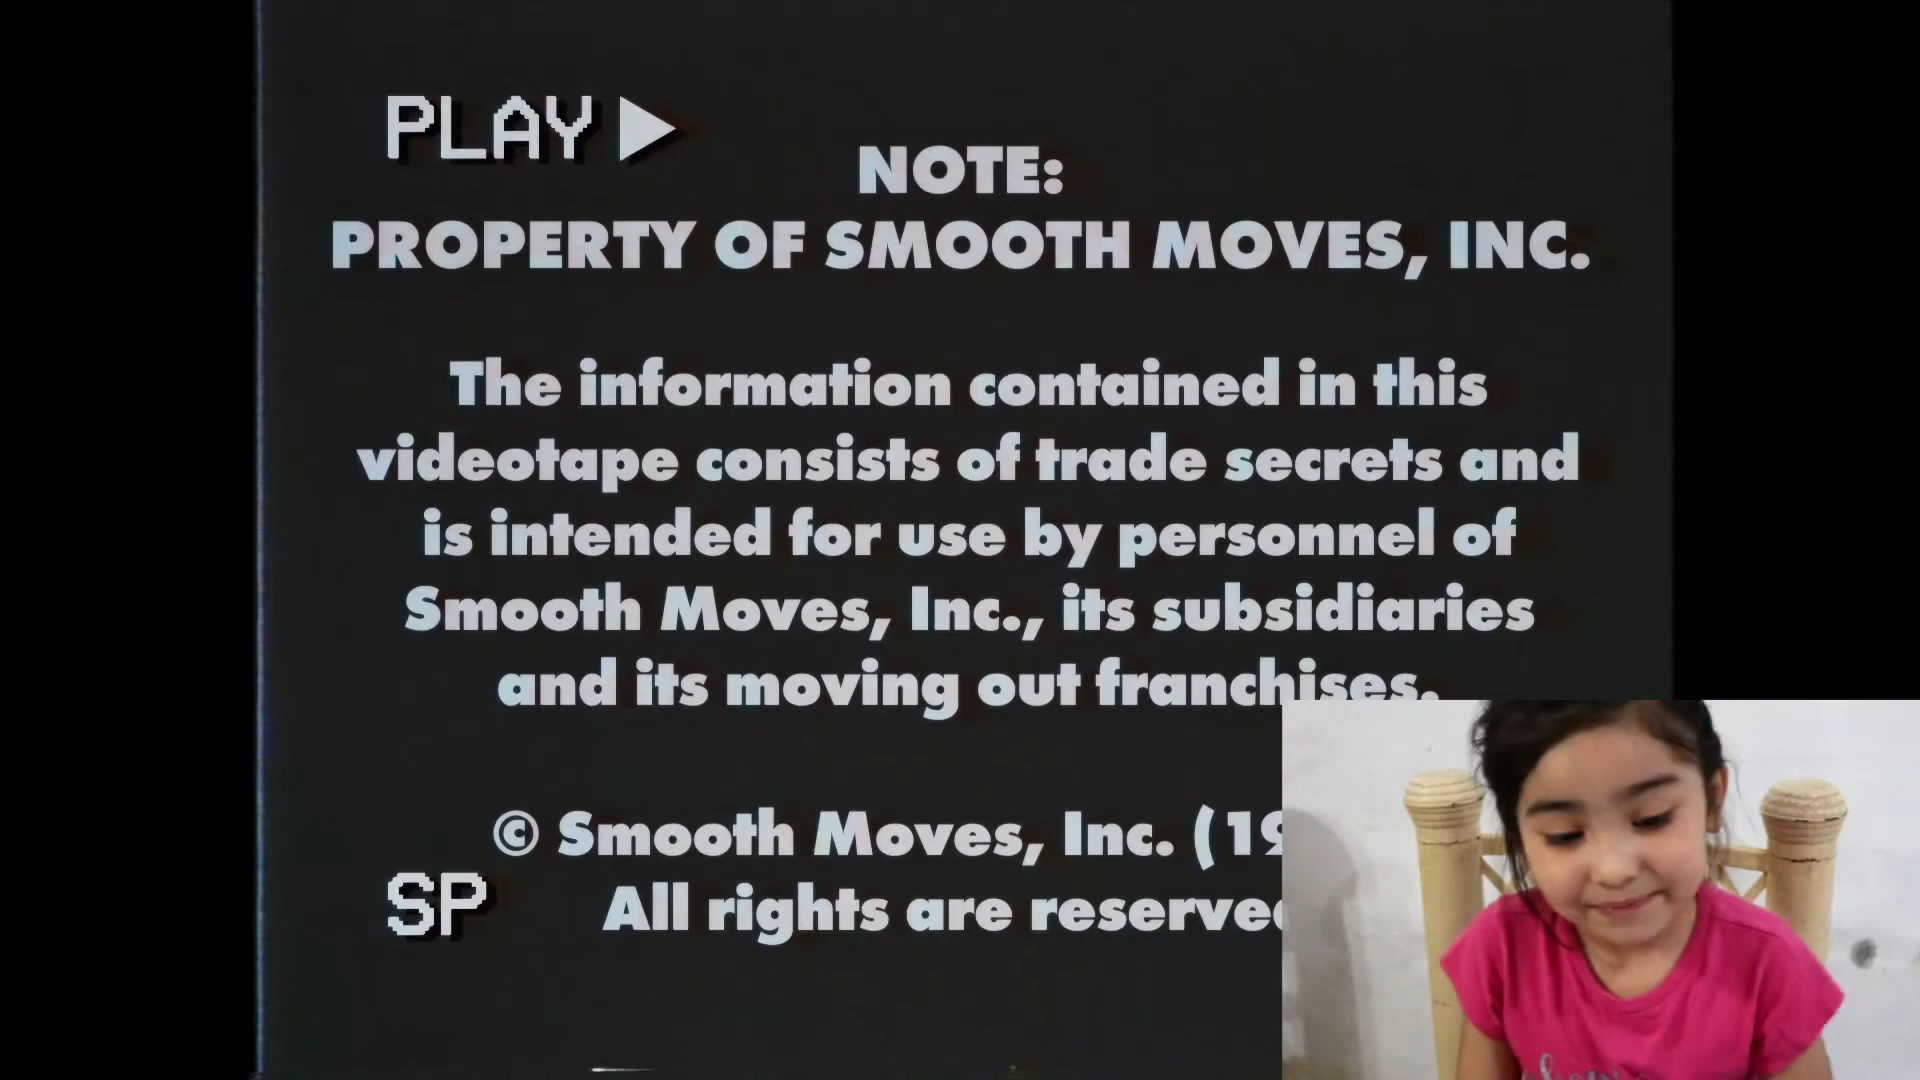 PLAY
NOTE:
PROPERTY OF SMOOTH MOVES, INC.
The information contained in this
videotape consists of trade secrets and
is intended for use by personnel of
Smooth Moves, Inc., its subsidiaries
and its moving out franchises.
© Smooth Moves, Inc.
SP
All rights are